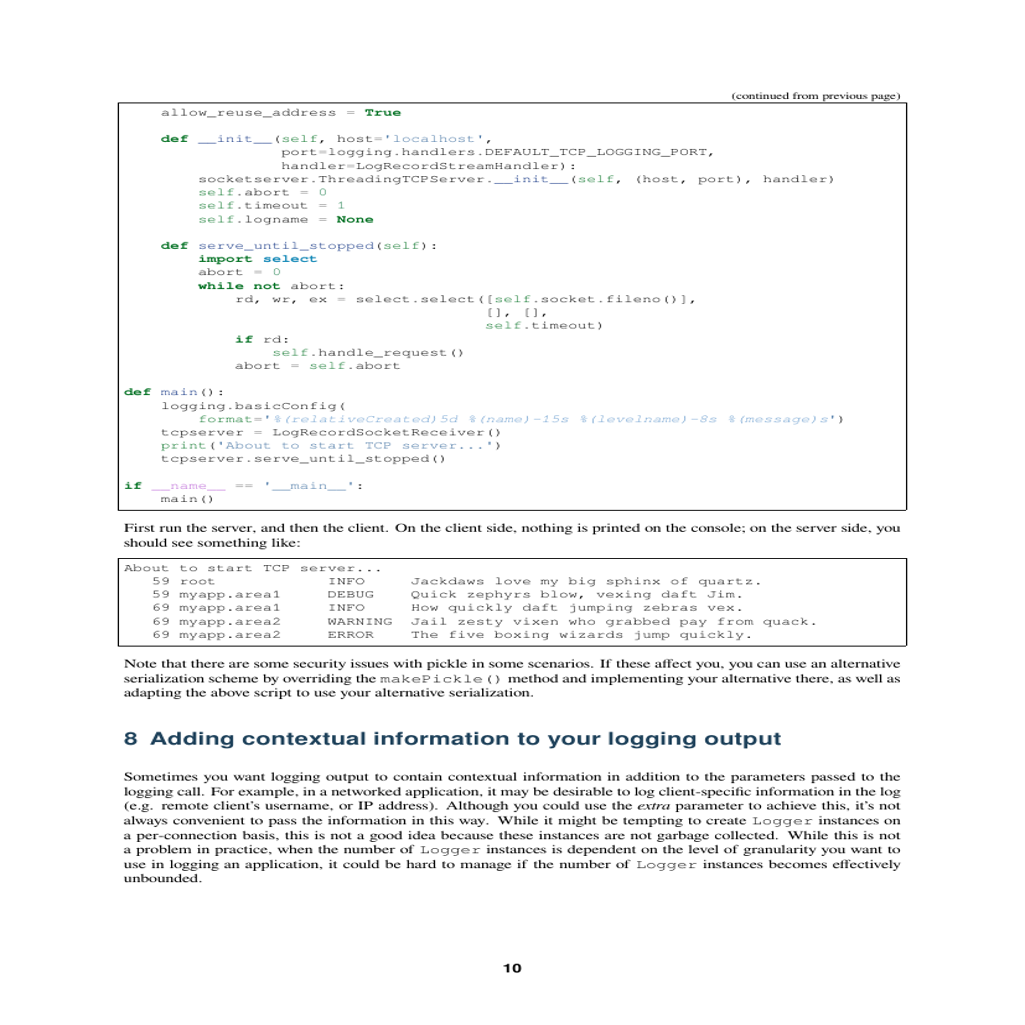 (continued from previous page)
    allow_reuse_address = True
    def __init__(self, host='localhost',
                 port=logging.handlers.DEFAULT_TCP_LOGGING_PORT,
                 handler=LogRecordStreamHandler):
        socketserver.ThreadingTCPServer.__init__(self, (host, port), handler)
        self.abort = 0
        self.timeout = 1
        self.logname = None
    def serve_until_stopped(self):
        import select
        abort = 0
        while not abort:
            rd, wr, ex = select.select([self.socket.fileno()],
                                       [], [],
                                       self.timeout)
            if rd:
                self.handle_request()
            abort = self.abort
def main():
    logging.basicConfig(
        format='%(relativeCreated)5d %(name)-15s %(levelname)-8s %(message)s')
    tcpserver = LogRecordSocketReceiver()
    print('About to start TCP server...')
    tcpserver.serve_until_stopped()
if __name__ == '__main__':
    main()
First run the server, and then the client. On the client side, nothing is printed on the console; on the server side, you
should see something like:
About to start TCP server...
   59 root            INFO     Jackdaws love my big sphinx of quartz.
   59 myapp.area1     DEBUG    Quick zephyrs blow, vexing daft Jim.
   69 myapp.area1     INFO     How quickly daft jumping zebras vex.
   69 myapp.area2     WARNING  Jail zesty vixen who grabbed pay from quack.
   69 myapp.area2     ERROR    The five boxing wizards jump quickly.
Note that there are some security issues with pickle in some scenarios. If these affect you, you can use an alternative
serialization scheme by overriding the makePickle() method and implementing your alternative there, as well as
adapting the above script to use your alternative serialization.
8 Adding contextual information to your logging output
Sometimes you want logging output to contain contextual information in addition to the parameters passed to the
logging call. For example, in a networked application, it may be desirable to log client-specific information in the log
(e.g. remote client's username, or IP address). Although you could use the extra parameter to achieve this, it's not
always convenient to pass the information in this way. While it might be tempting to create Logger instances on
a per-connection basis, this is not a good idea because these instances are not garbage collected. While this is not
a problem in practice, when the number of Logger instances is dependent on the level of granularity you want to
use in logging an application, it could be hard to manage if the number of Logger instances becomes effectively
unbounded.
10